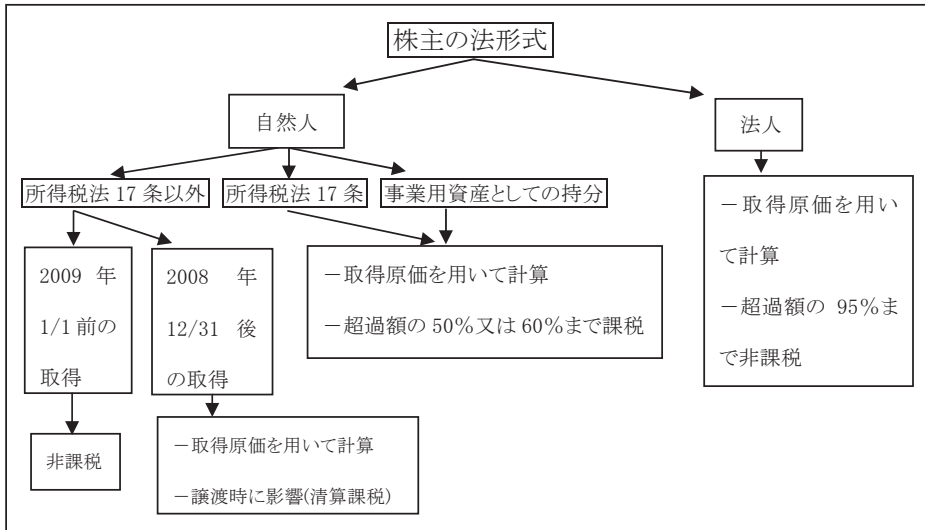 株主の法形式
自然人
法人
所得税法 17 条以外
所得税法 17 条
事業用資産としての持分
2009 年
1/1 前の
取得
2008 年
12/31 後
の取得
－取得原価を用いて計算
－超過額の 50％又は 60％まで課税
－取得原価を用い
て計算
－超過額の 95％ま
で非課税
非課税
－取得原価を用いて計算
－譲渡時に影響(清算課税)